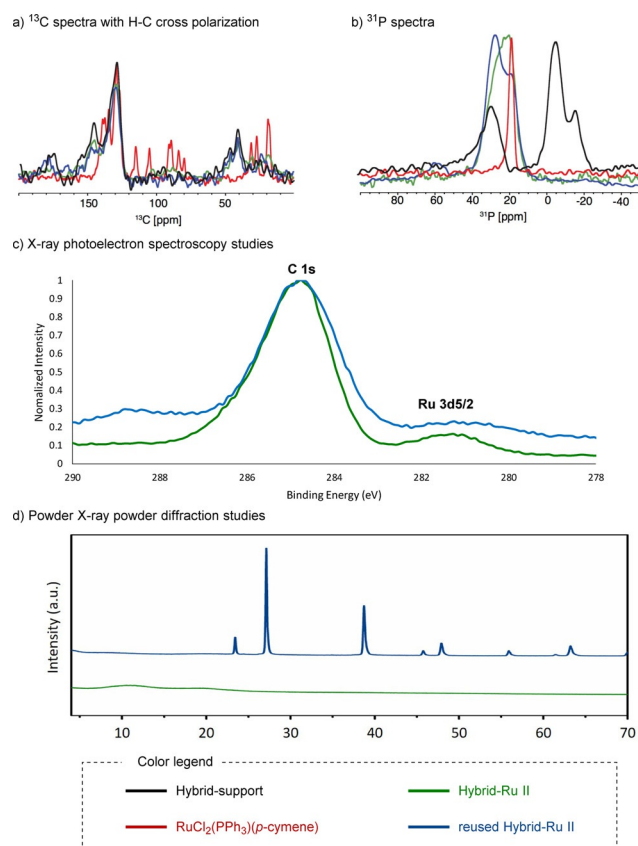 a) ¹³C spectra with H-C cross polarization
150 100 50
¹³C [ppm]
b) ³¹P spectra
80 60 40 20 0 -20 -40
³¹P [ppm]
c) X-ray photoelectron spectroscopy studies
C 1s
Ru 3d5/2
Nomalized Intensity
1
0.9
0.8
0.7
0.6
0.5
0.4
0.3
0.2
0.1
0
290 288 286 284 282 280 278
Binding Energy (eV)
d) Powder X-ray powder diffraction studies
Intensity (a.u.)
10 20 30 40 50 60 70
Color legend
Hybrid-support
Hybrid-Ru II
RuCl₂(PPh₃)(p-cymene)
reused Hybrid-Ru II